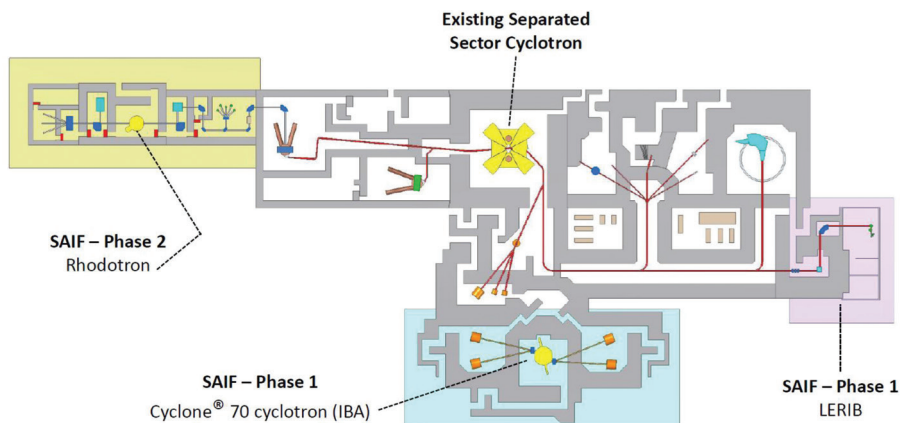 Existing Separated
Sector Cyclotron
SAIF – Phase 2
Rhodotron
SAIF – Phase 1
Cyclone® 70 cyclotron (IBA)
SAIF – Phase 1
LERIB